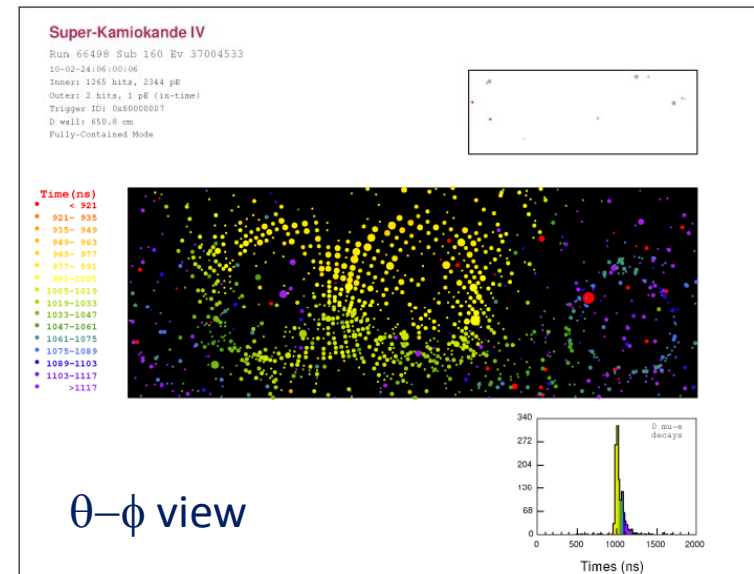 Super-Kamiokande IV
Run 66498 Sub 160 Ev 37004533
10-02-24:06:00:06
Inner: 1265 hits, 2344 pE
Outer: 2 hits, 1 pE (in-time)
Trigger ID: 0x80000007
D wall: 650.8 cm
Fully-Contained Mode
Time(ns)
< 921
921- 935
935- 949
949- 963
963- 977
977- 991
991-1005
1005-1019
1019-1033
1033-1047
1047-1061
1061-1075
1075-1089
1089-1103
1103-1117
>1117
340
272
204
136
68
0
0 mu-e
decays
0 500 1000 1500 2000
Times (ns)
θ–ϕ view